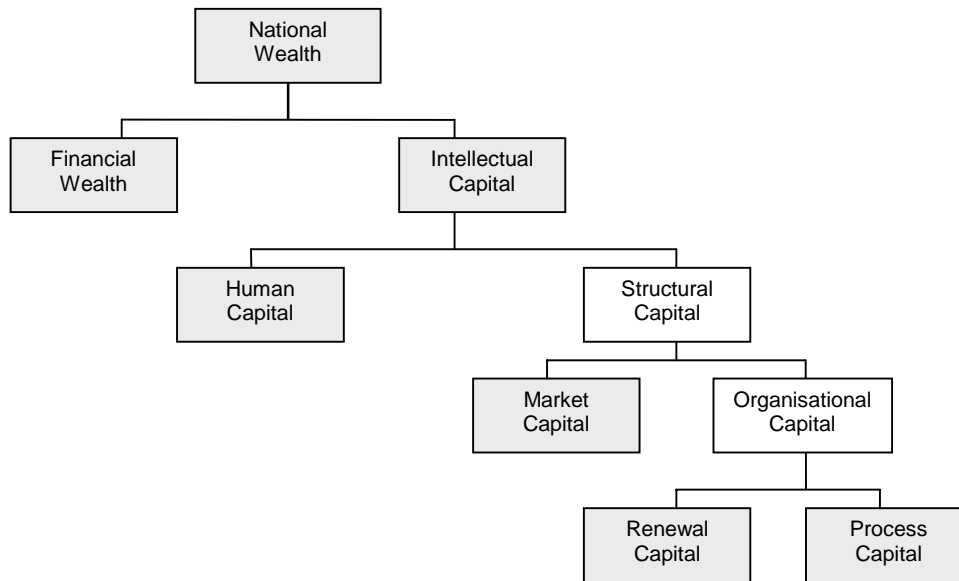 National
Wealth
Financial
Wealth
Intellectual
Capital
Human
Capital
Structural
Capital
Market
Capital
Organisational
Capital
Renewal
Capital
Process
Capital